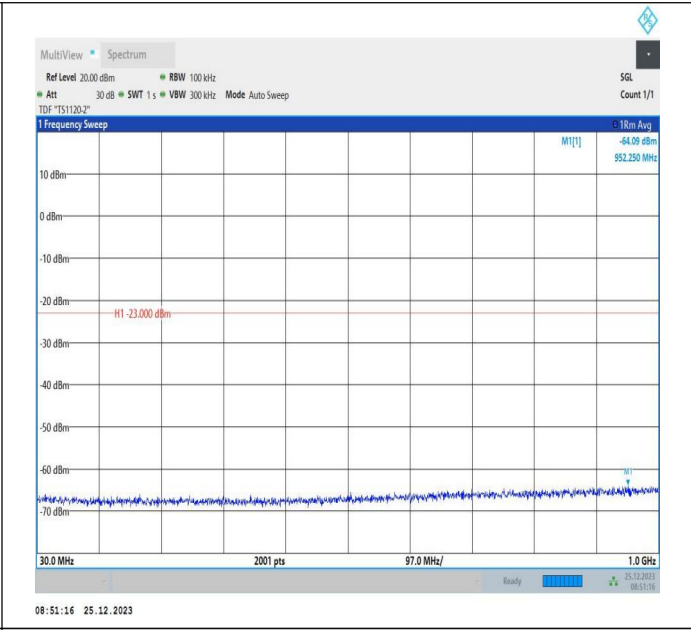 R S
MultiView Spectrum
Ref Level 20.00 dBm RBW 100 kHz SGL
Att 30 dB SWT 1 s VBW 300 kHz Mode Auto Sweep Count 1/1
TDF "TS1120-2"
1 Frequency Sweep 1Rm Avg
M1[1] -64.09 dBm
952.250 MHz
10 dBm
0 dBm
-10 dBm
-20 dBm
H1 -23.000 dBm
-30 dBm
-40 dBm
-50 dBm
-60 dBm
M1
-70 dBm
30.0 MHz 2001 pts 97.0 MHz/ 1.0 GHz
Ready 25.12.2023
08:51:16
08:51:16 25.12.2023